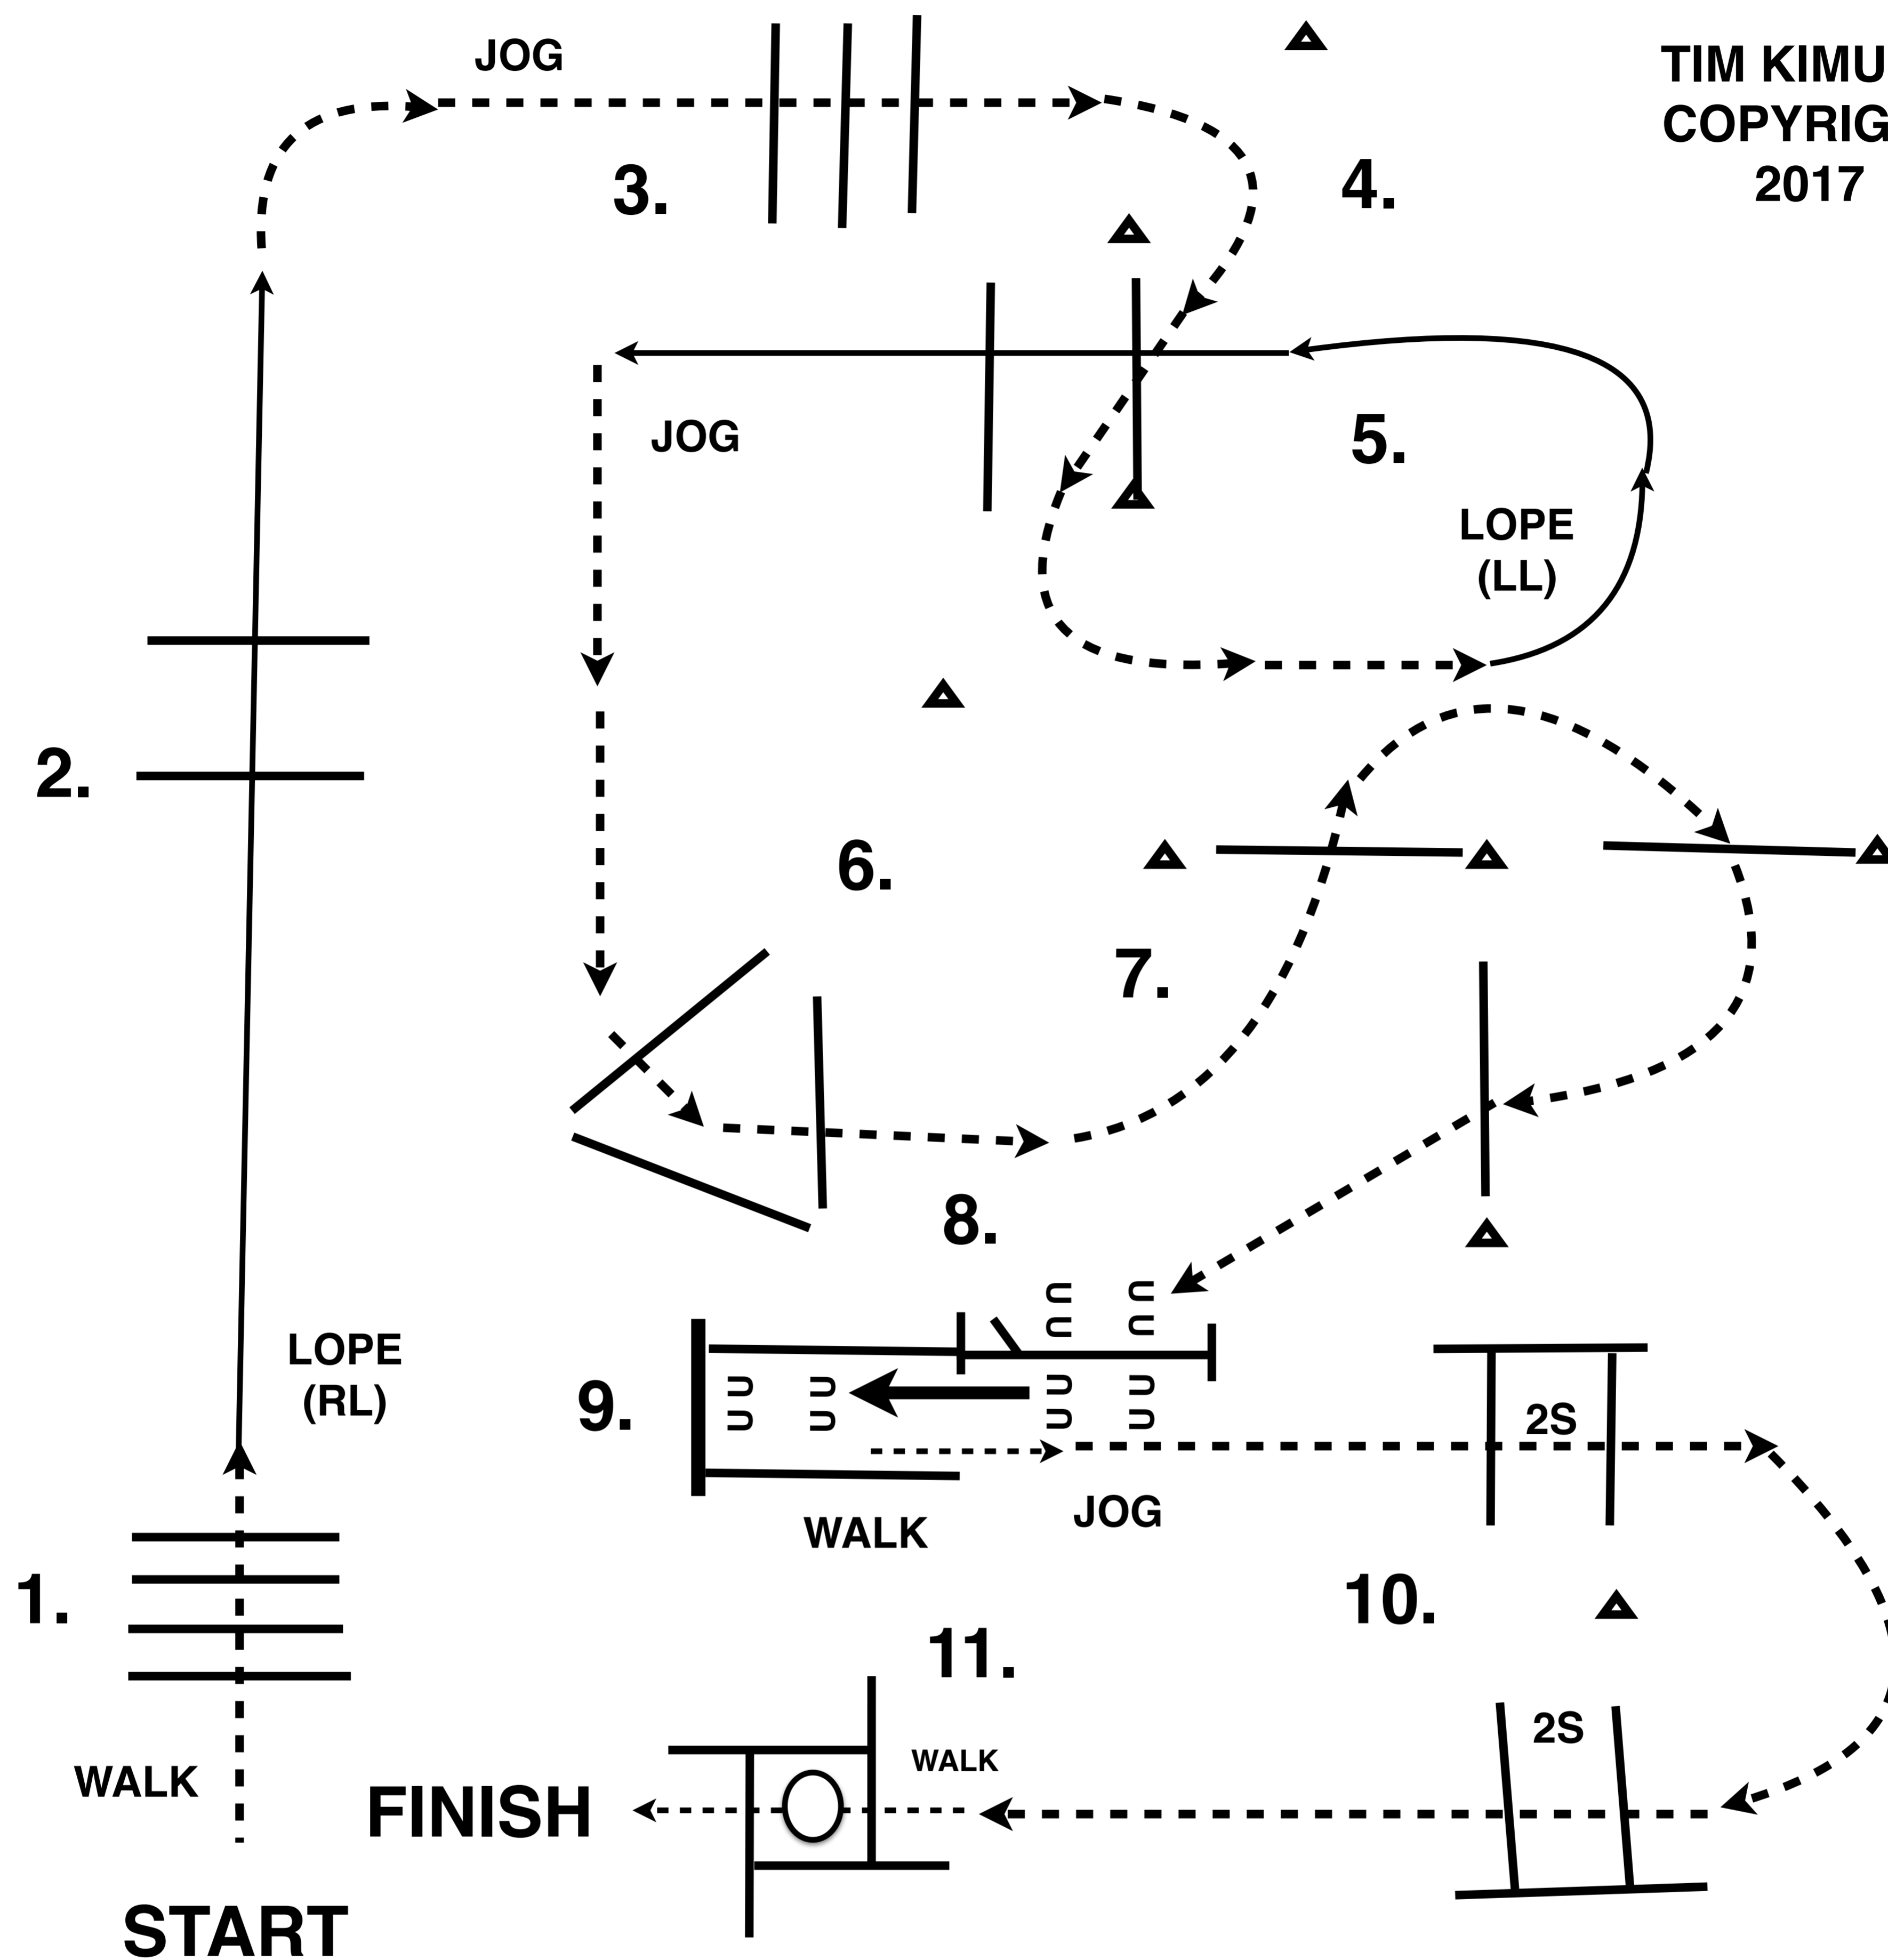 JOG
TIM KIMU
COPYRIG
2017
3.
4.
JOG
5.
LOPE
(LL)
2.
6.
7.
8.
LOPE
(RL)
9.
2S
WALK
JOG
1.
10.
11.
2S
WALK
WALK
FINISH
START